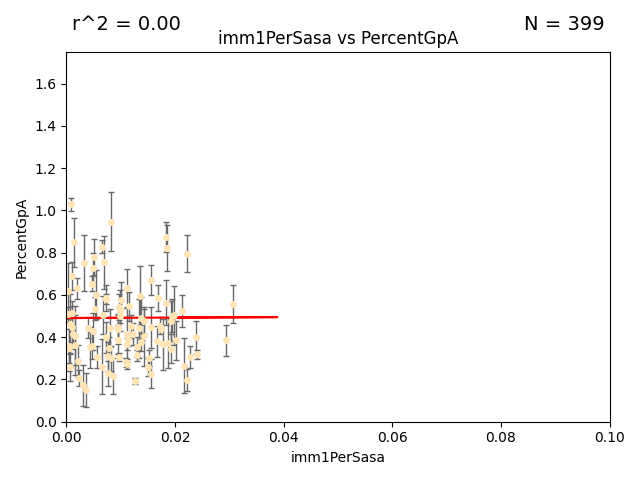 r^2 = 0.00
N = 399
imm1PerSasa vs PercentGpA
PercentGpA
1.6
1.4
1.2
1.0
0.8
0.6
0.4
0.2
0.0
0.00 0.02 0.04 0.06 0.08 0.10
imm1PerSasa